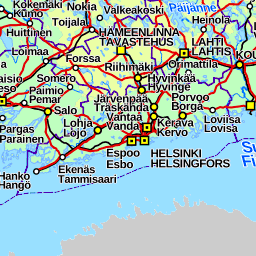 Kokemäki
Kumo
Nokia
Valkeakoski
Päijänne
Huittinen
Toijala
Heinola
HÄMEENLINNA
TAVASTEHUS
LAHTI
LAHTIS
Loimaa
Forssa
Riihimäki
Orimattila
KOU
Somero
Hyvinkää
Hyvinge
Paimio
Pemar
Järvenpää
Träskända
Porvoo
Borgå
Salo
Lohja
Lojo
Vantaa
Vanda
Kerava
Kervo
Loviisa
Lovisa
Pargas
Parainen
Espoo
Esbo
HELSINKI
HELSINGFORS
Hanko
Hangö
Ekenäs
Tammisaari